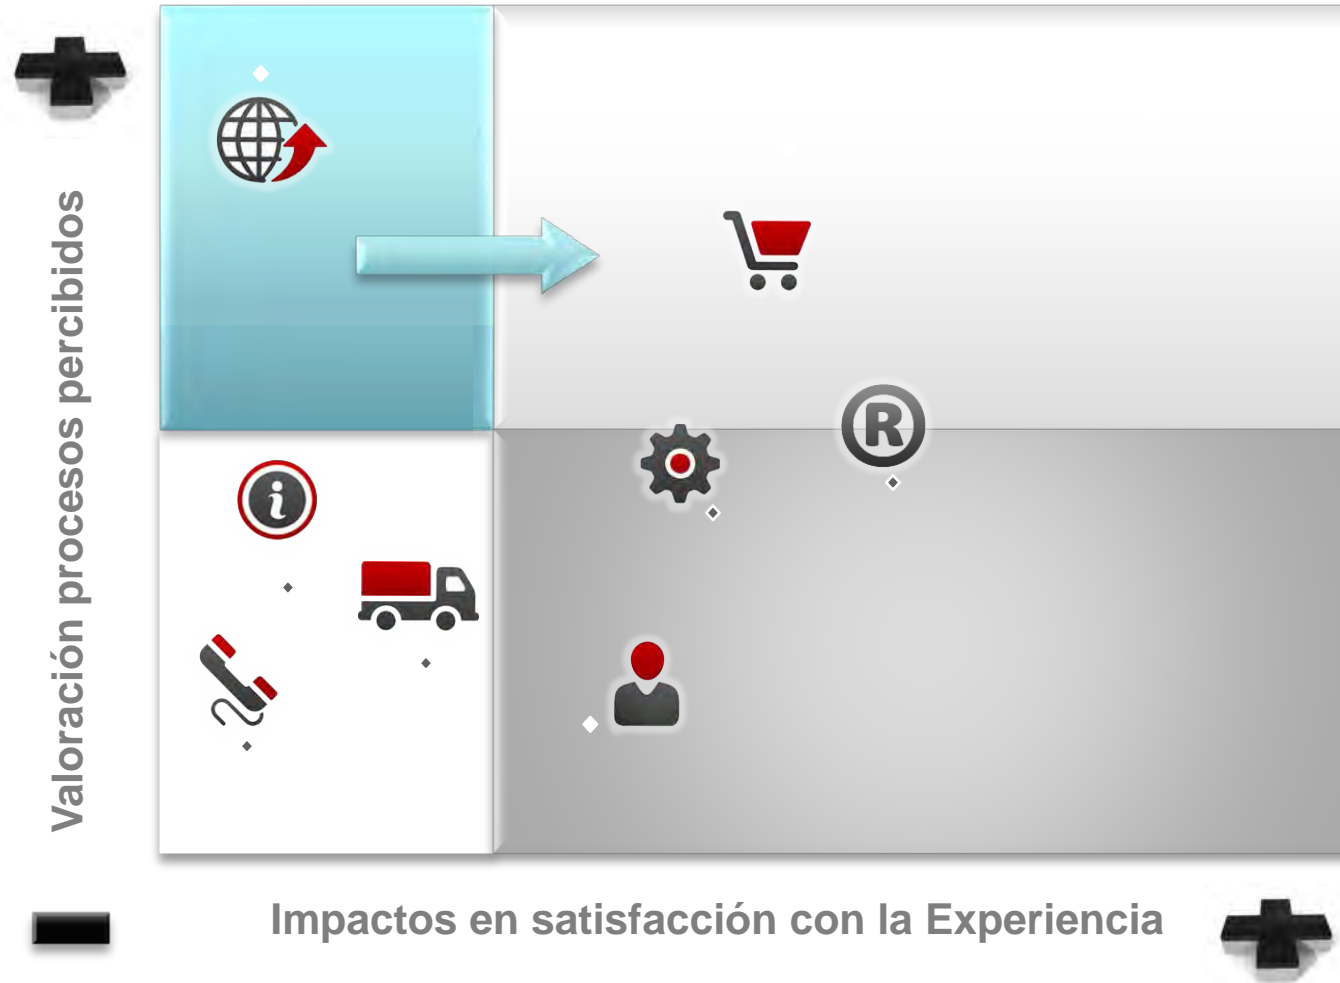 Valoración procesos percibidos
®
i
Impactos en satisfacción con la Experiencia